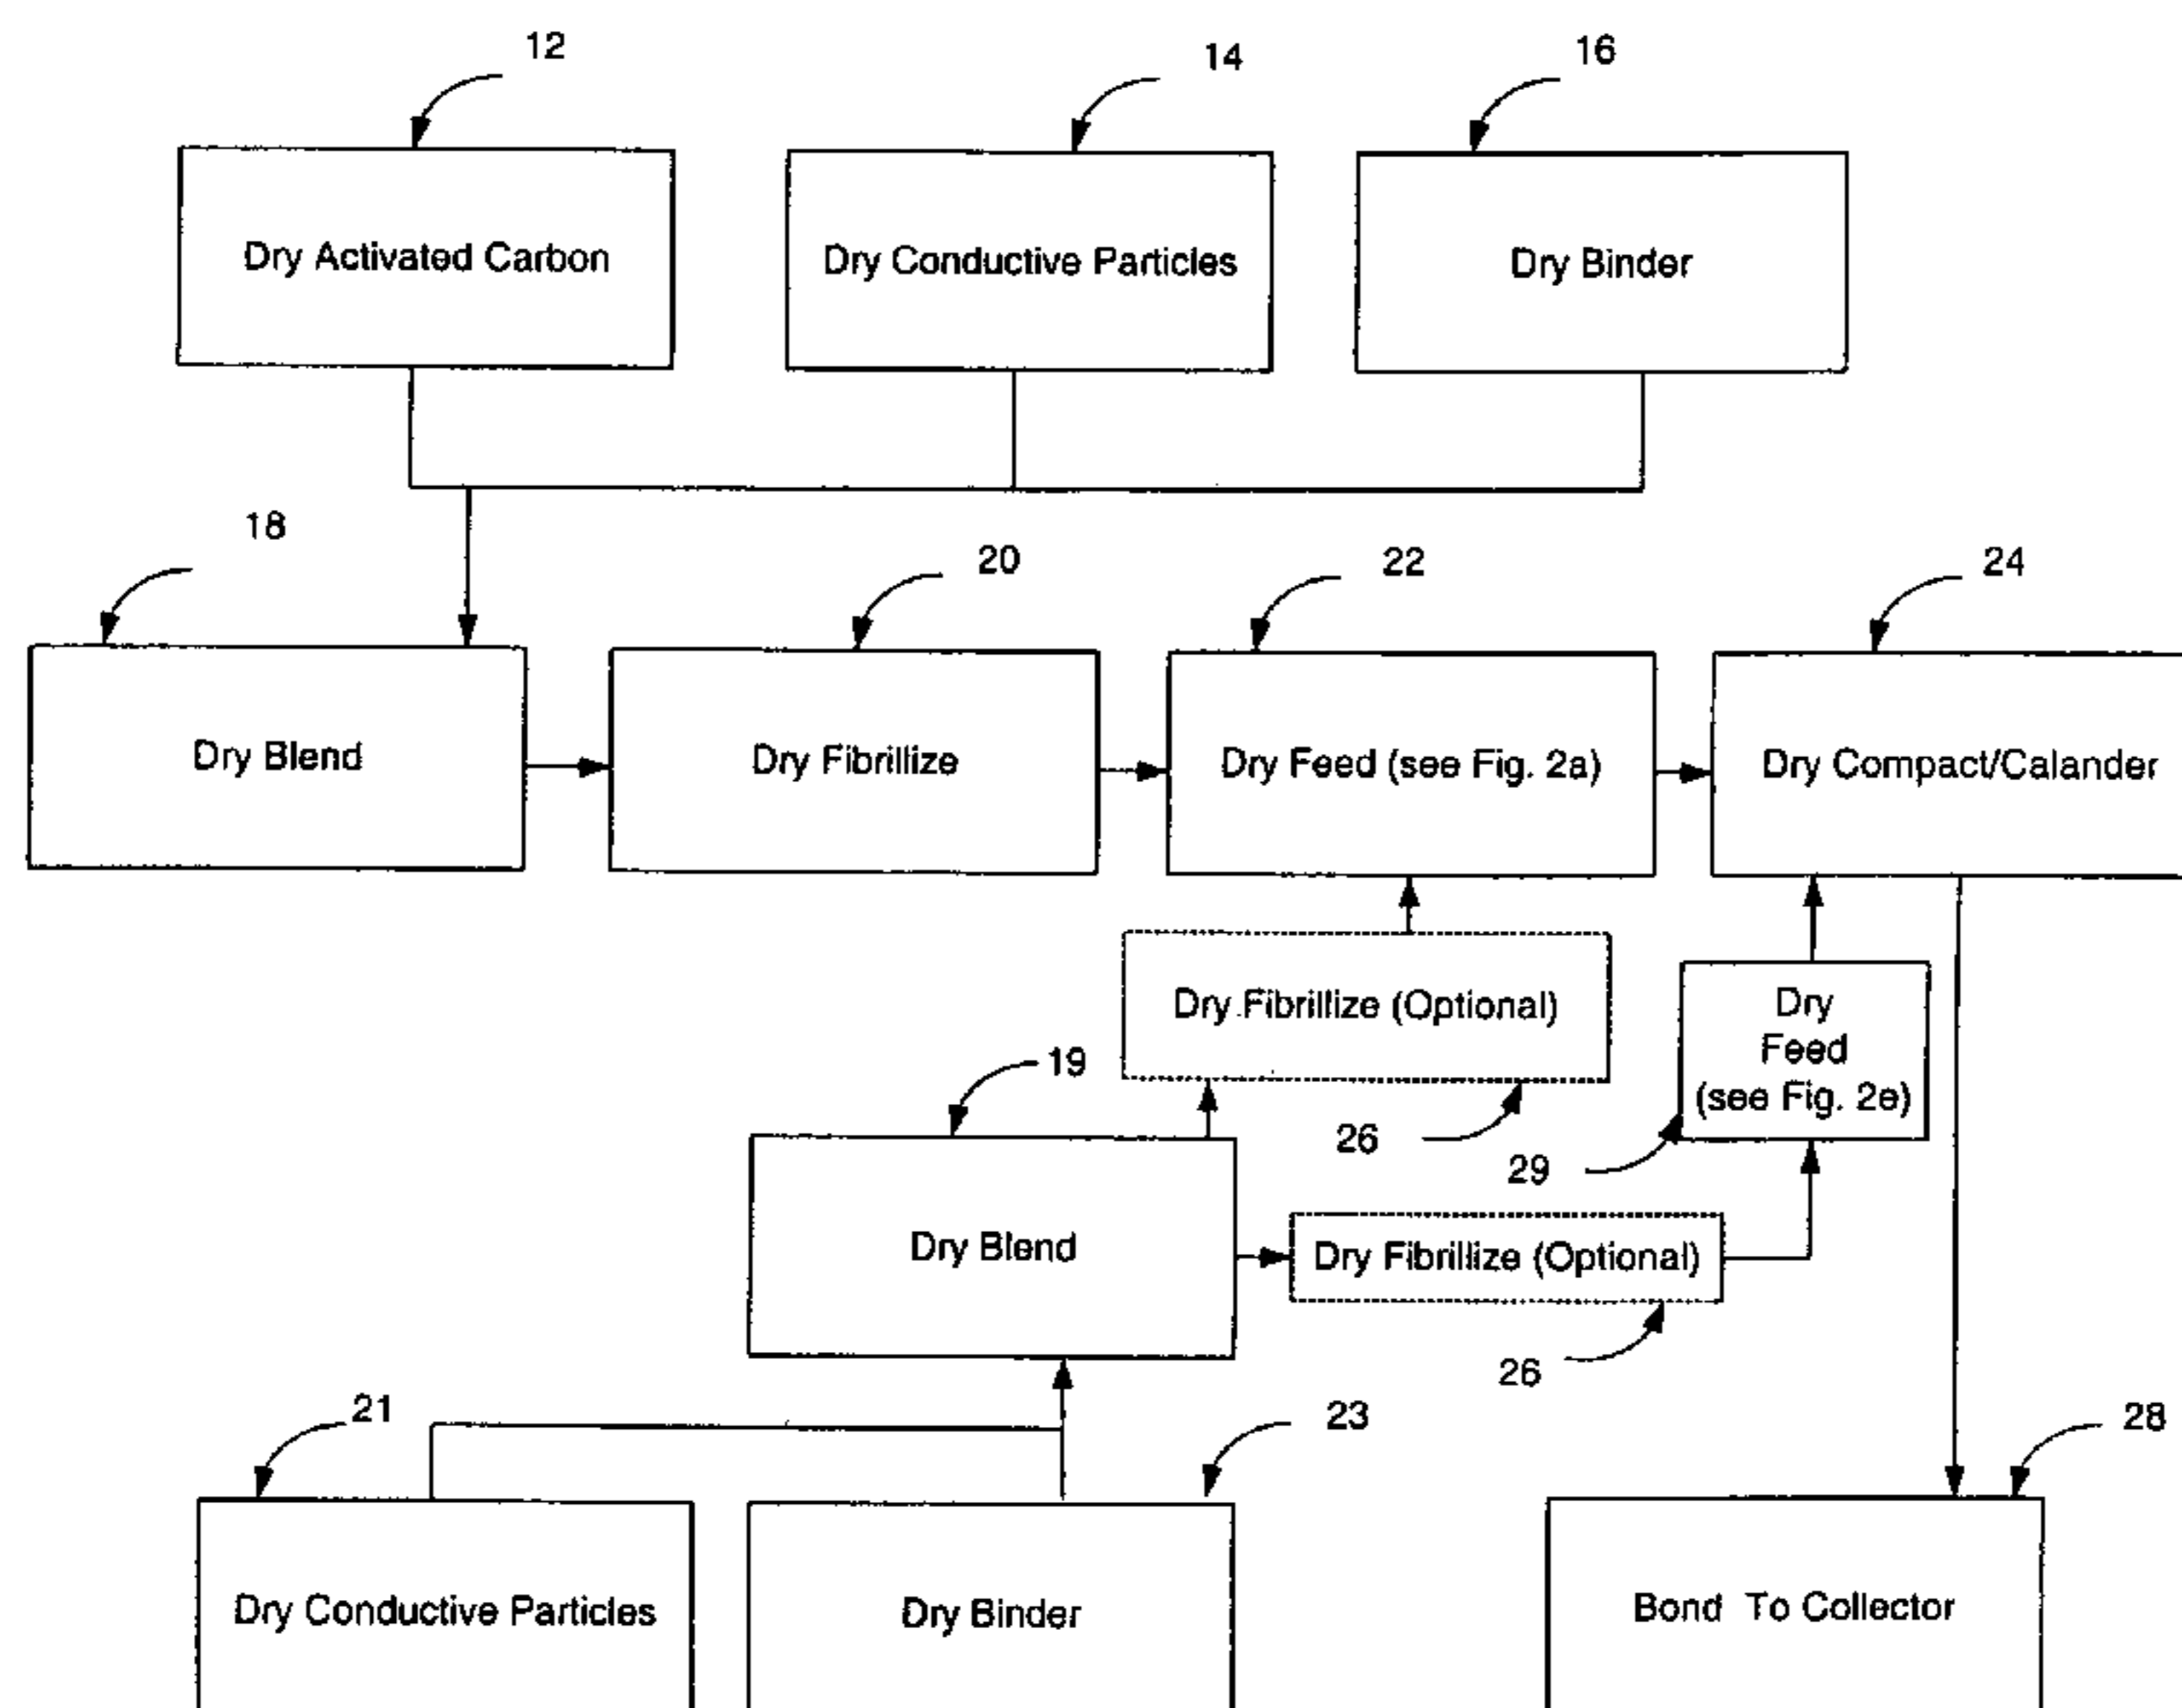 12
14
16
Dry Activated Carbon
Dry Conductive Particles
Dry Binder
18
20
22
24
Dry Blend
Dry Fibrillize
Dry Feed (see Fig. 2a)
Dry Compact/Calander
Dry Fibrillize (Optional)
Dry
Feed
(see Fig. 2e)
19
26
29
Dry Blend
Dry Fibrillize (Optional)
26
21
23
28
Dry Conductive Particles
Dry Binder
Bond To Collector